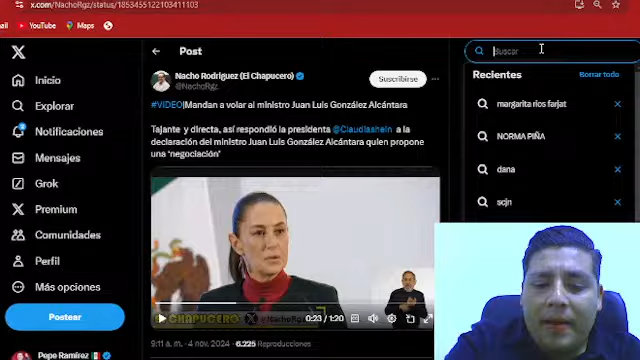 x.com/NachoRgz/status/1853455122103411103
YouTube
Maps
Inicio
Buscar
Notificaciones
Mensajes
Grok
Premium
Comunidades
Perfil
Más opciones
Postear
Pepe Ramírez
Post
Nacho Rodríguez (El Chapucero)
@NachoRgz.
Suscribirse
#VIDEO|Mandan a volar al ministro Juan Luis González Alcántara
Tajante y directa, así respondió la presidenta @Claudiashein a la
declaración del ministro Juan Luis González Alcántara quien propone
una "negociación"
CHAPUCERO
@NachoRgz
0:23 / 1:20
9:11 a. m. · 4 nov. 2024 · 6,225 Reproducciones
Buscar
Recientes
Borrar todo
margarita rios farjat
NORMA PIÑA
dana
scjn